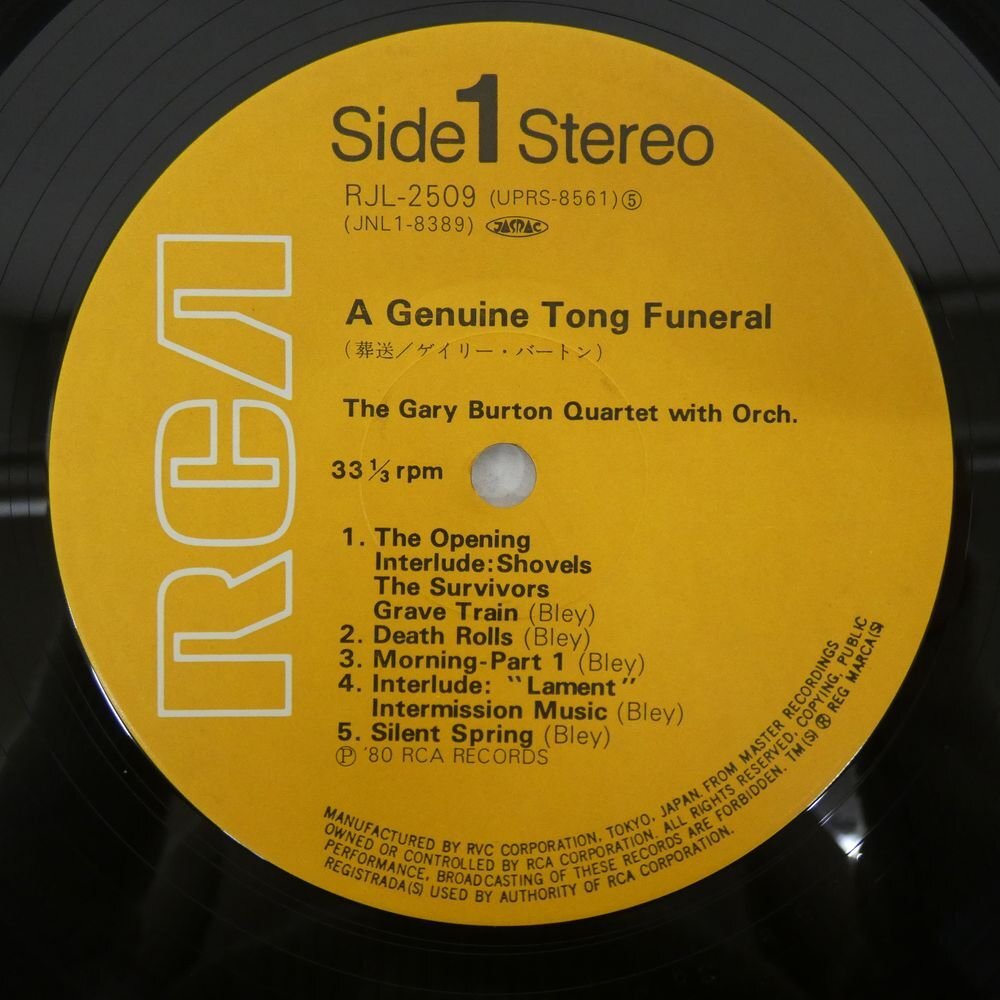 Side 1 Stereo
RJL-2509 (UPRS-8561)⑤
(JNL1-8389) JASRAC
A Genuine Tong Funeral
(葬送/ゲイリー・バートン)
The Gary Burton Quartet with Orch.
33 ⅓ rpm
1. The Opening
Interlude:Shovels
The Survivors
Grave Train (Bley)
2. Death Rolls (Bley)
3. Morning-Part 1 (Bley)
4. Interlude: "Lament"
Intermission Music (Bley)
5. Silent Spring (Bley)
Ⓟ '80 RCA RECORDS
RCA
MANUFACTURED BY RVC CORPORATION, TOKYO, JAPAN. FROM MASTER RECORDINGS
OWNED OR CONTROLLED BY RCA CORPORATION. ALL RIGHTS RESERVED. COPYING, PUBLIC
PERFORMANCE, BROADCASTING OF THESE RECORDS ARE FORBIDDEN. TM(S) ® REG MARCA(S)
REGISTRADA(S) USED BY AUTHORITY OF RCA CORPORATION.